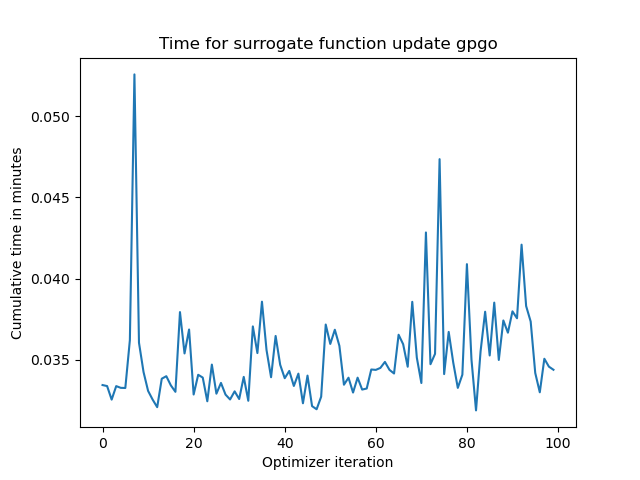 Time for surrogate function update gpgo
Cumulative time in minutes
0.050
0.045
0.040
0.035
0 20 40 60 80 100
Optimizer iteration